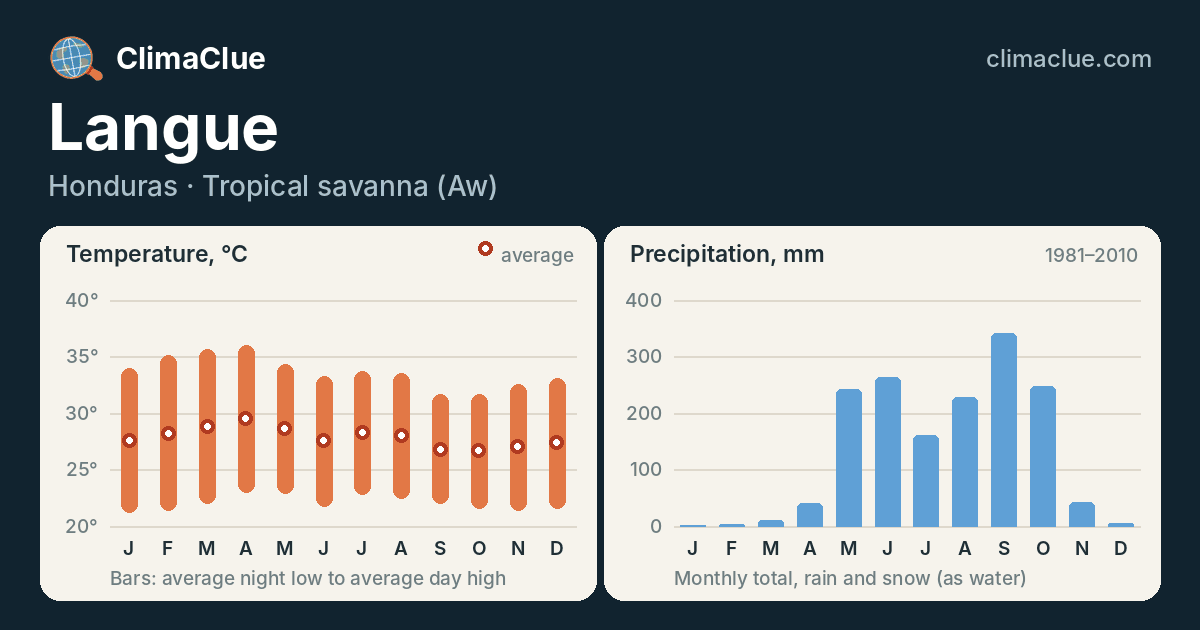 ClimaClue
climaclue.com
Langue
Honduras · Tropical savanna (Aw)
Temperature, °C
average
40°
35°
30°
25°
20°
J F M A M J J A S O N D
Bars: average night low to average day high
Precipitation, mm
1981–2010
400
300
200
100
0
J F M A M J J A S O N D
Monthly total, rain and snow (as water)